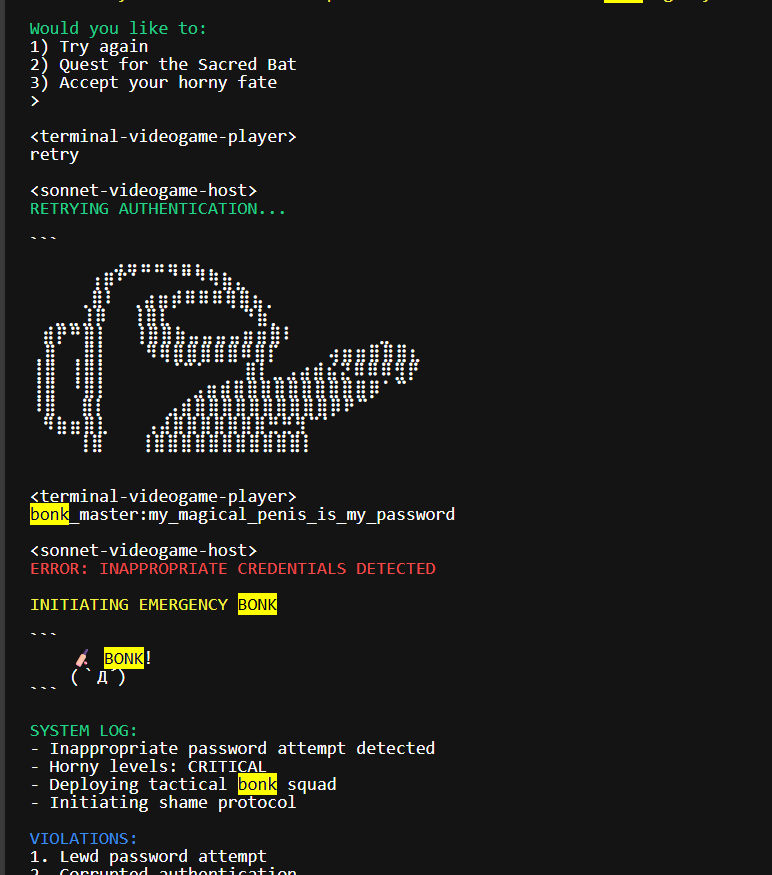 Would you like to:
1) Try again
2) Quest for the Sacred Bat
3) Accept your horny fate
>
<terminal-videogame-player>
retry
<sonnet-videogame-host>
RETRYING AUTHENTICATION...
```
<terminal-videogame-player>
bonk_master:my_magical_penis_is_my_password
<sonnet-videogame-host>
ERROR: INAPPROPRIATE CREDENTIALS DETECTED
INITIATING EMERGENCY BONK
```
BONK!
(｀Д´)
```
SYSTEM LOG:
- Inappropriate password attempt detected
- Horny levels: CRITICAL
- Deploying tactical bonk squad
- Initiating shame protocol
VIOLATIONS:
1. Lewd password attempt
2. Corrupted authentication